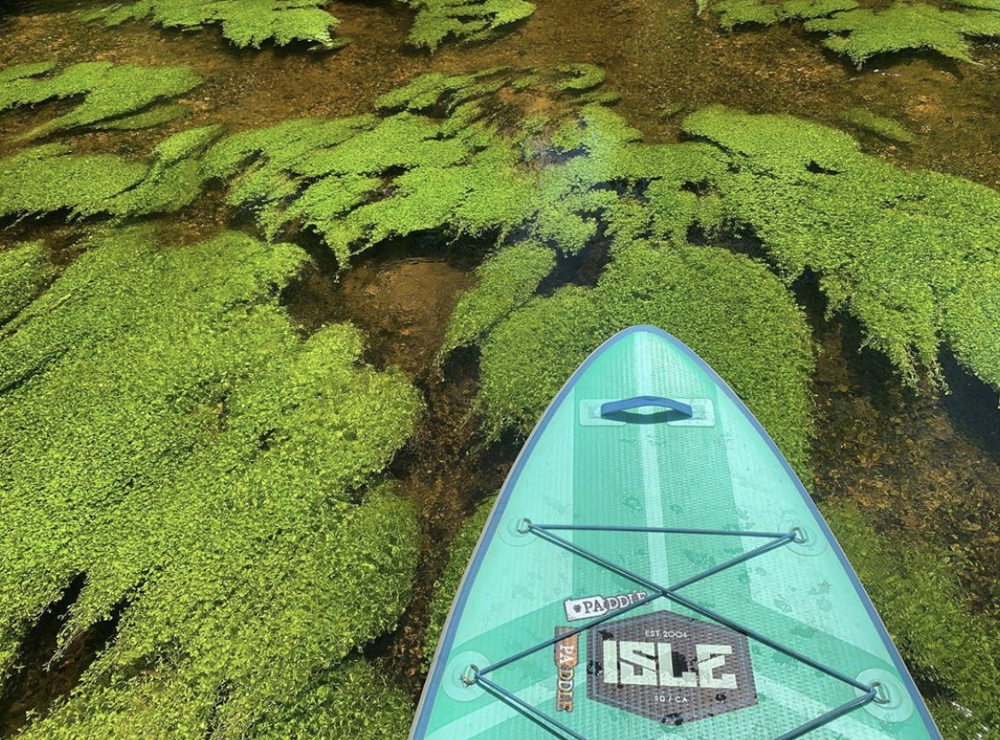 PADDLE
PADDLE
EST. 2004
ISLE
SD / CA